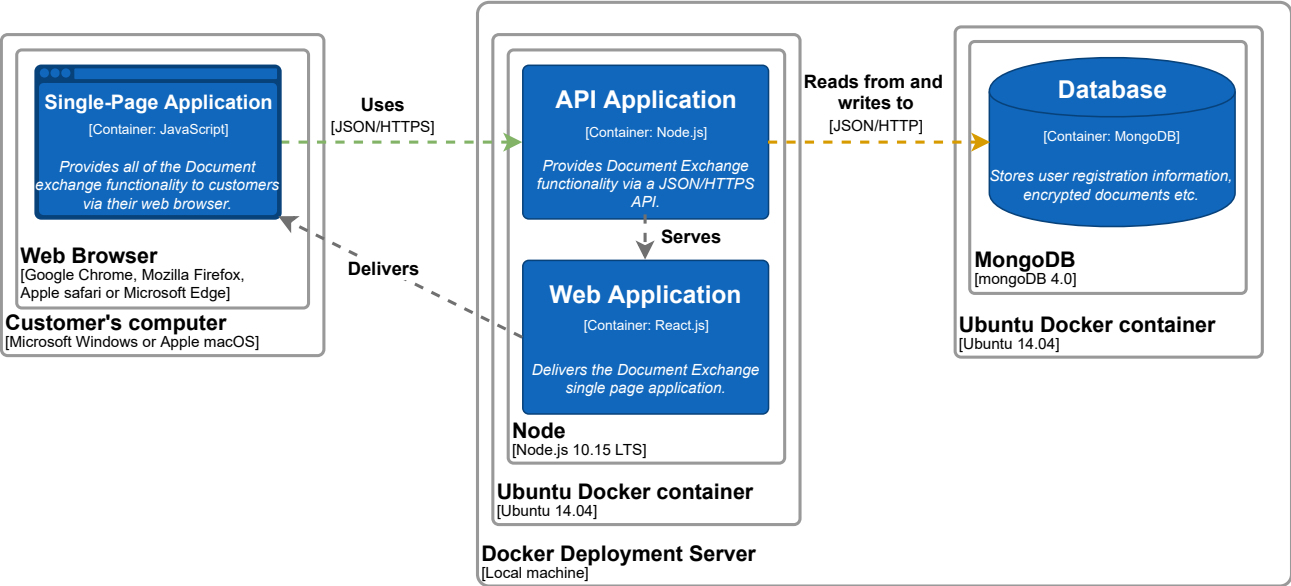 Single-Page Application
[Container: JavaScript]
Provides all of the Document
exchange functionality to customers
via their web browser.
Web Browser
[Google Chrome, Mozilla Firefox,
Apple safari or Microsoft Edge]
Customer's computer
[Microsoft Windows or Apple macOS]
Uses
[JSON/HTTPS]
Delivers
API Application
[Container: Node.js]
Provides Document Exchange
functionality via a JSON/HTTPS
API.
Serves
Web Application
[Container: React.js]
Delivers the Document Exchange
single page application.
Node
[Node.js 10.15 LTS]
Ubuntu Docker container
[Ubuntu 14.04]
Docker Deployment Server
[Local machine]
Reads from and
writes to
[JSON/HTTP]
Database
[Container: MongoDB]
Stores user registration information,
encrypted documents etc.
MongoDB
[mongoDB 4.0]
Ubuntu Docker container
[Ubuntu 14.04]